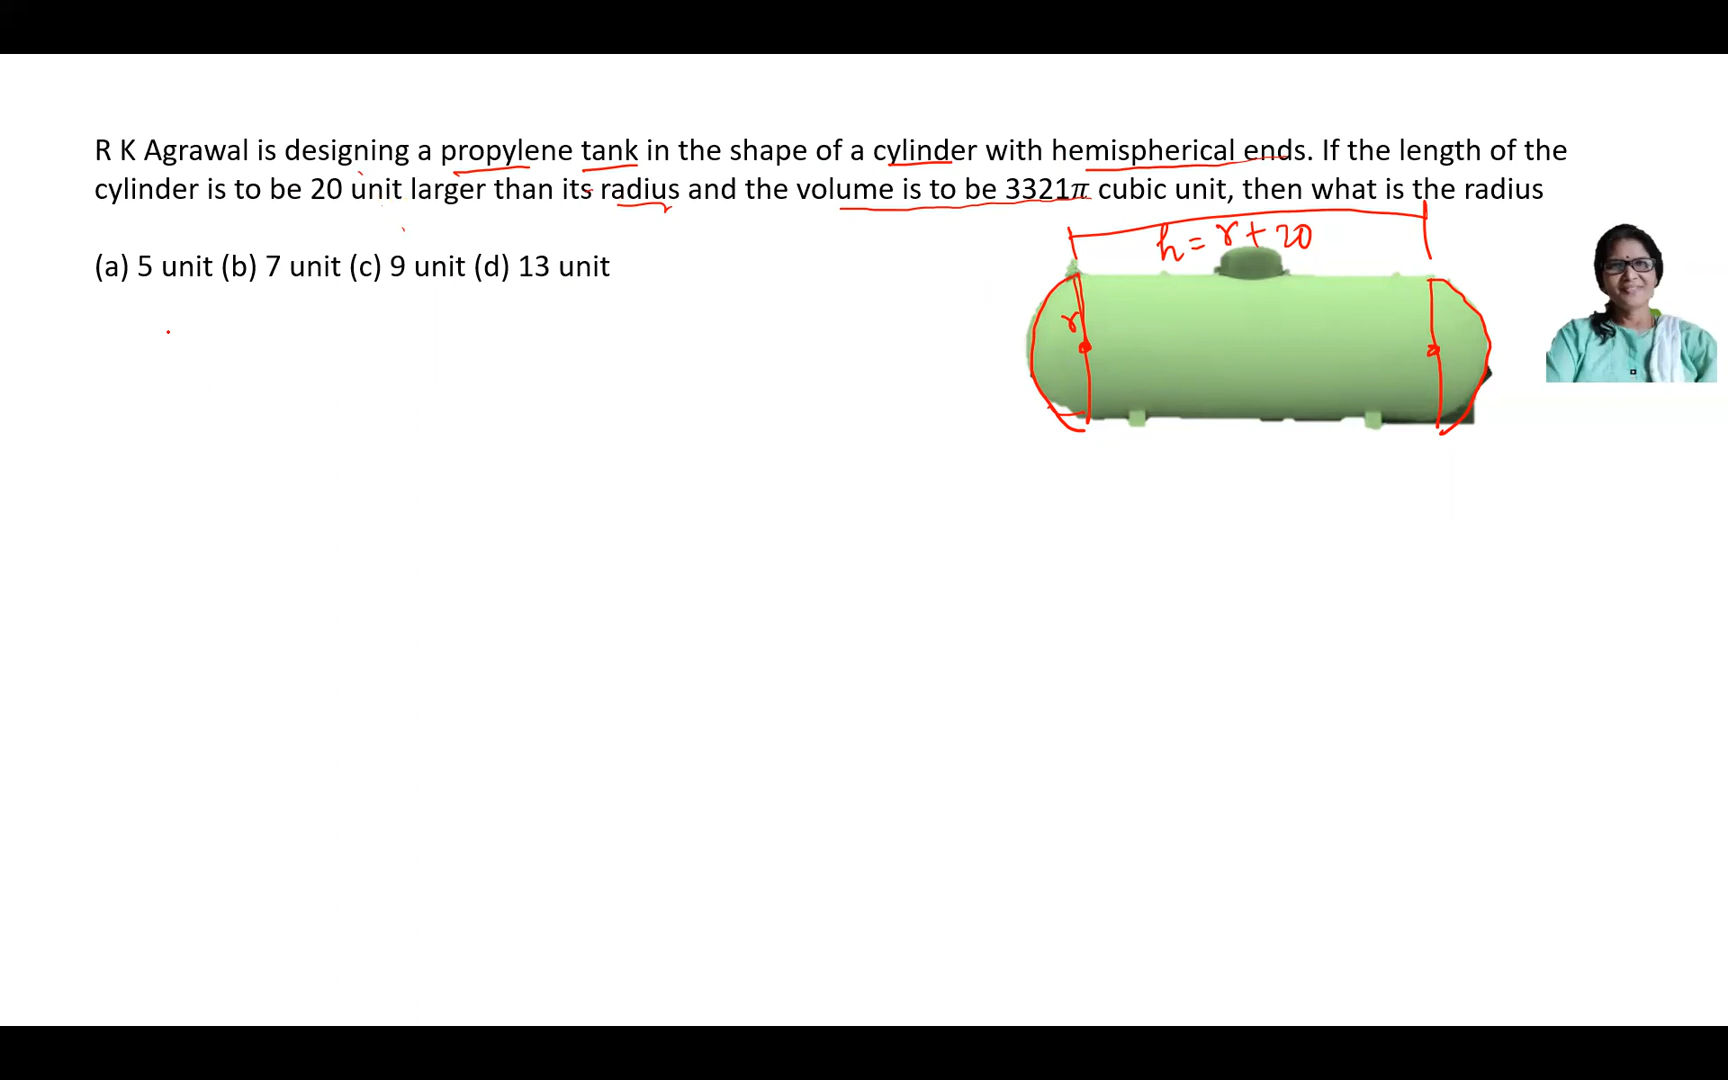 R K Agrawal is designing a propylene tank in the shape of a cylinder with hemispherical ends. If the length of the
cylinder is to be 20 unit larger than its radius and the volume is to be 3321π cubic unit, then what is the radius
h = r + 20
(a) 5 unit (b) 7 unit (c) 9 unit (d) 13 unit
r